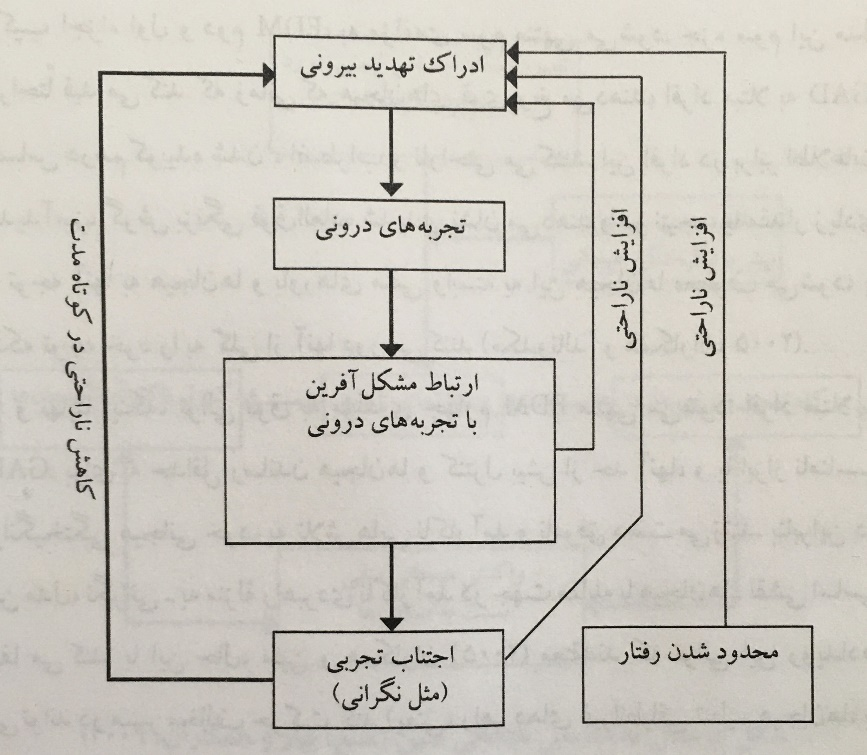 ادراک تهدید بیرونی
تجربه‌های درونی
ارتباط مشکل آفرین
با تجربه‌های درونی
اجتناب تجربی
(مثل نگرانی)
محدود شدن رفتار
افزایش ناراحتی
افزایش ناراحتی
کاهش ناراحتی در کوتاه مدت